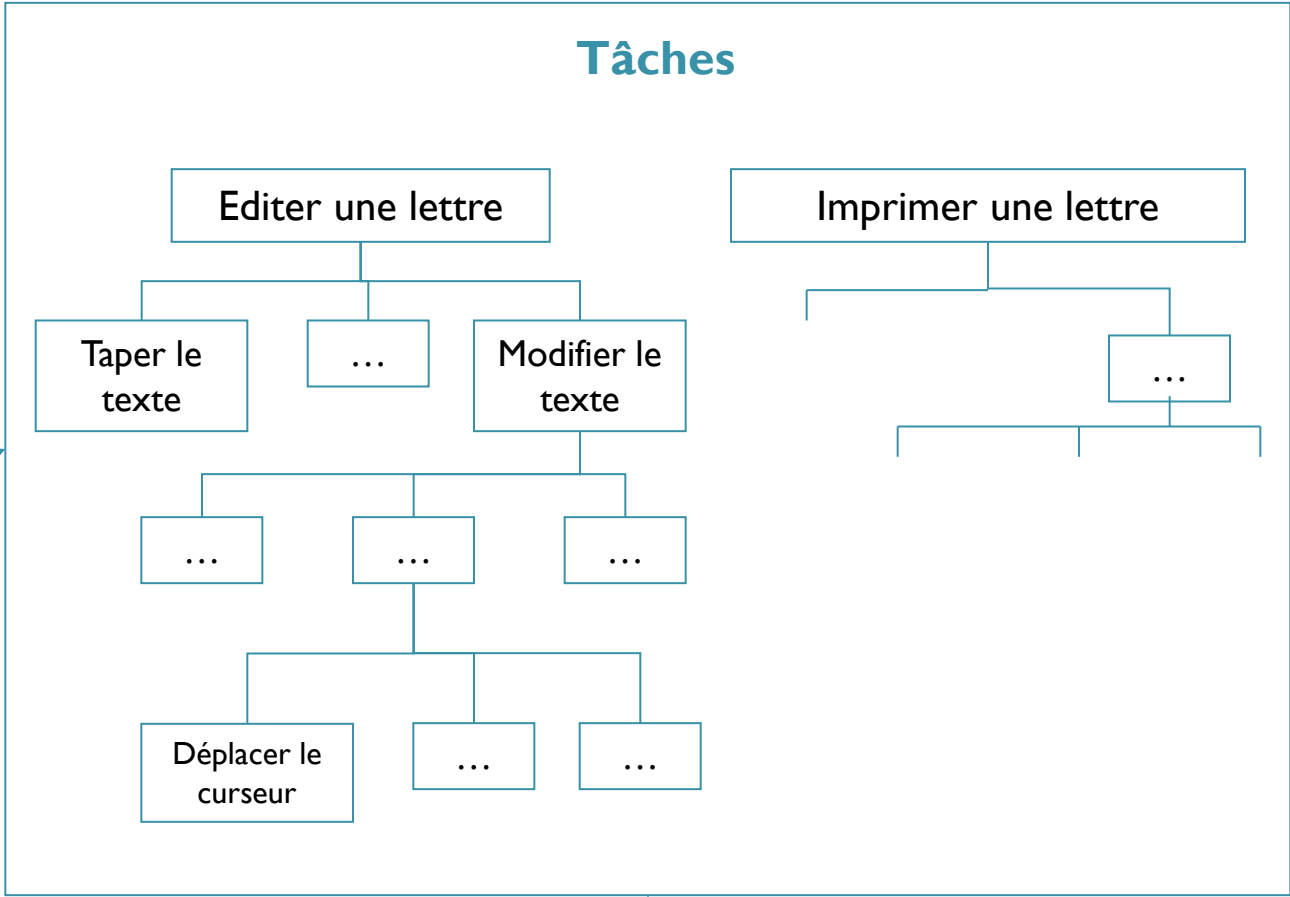 Tâches
Editer une lettre
Imprimer une lettre
Taper le
texte
…
Modifier le
texte
…
…
…
…
Déplacer le
curseur
…
…